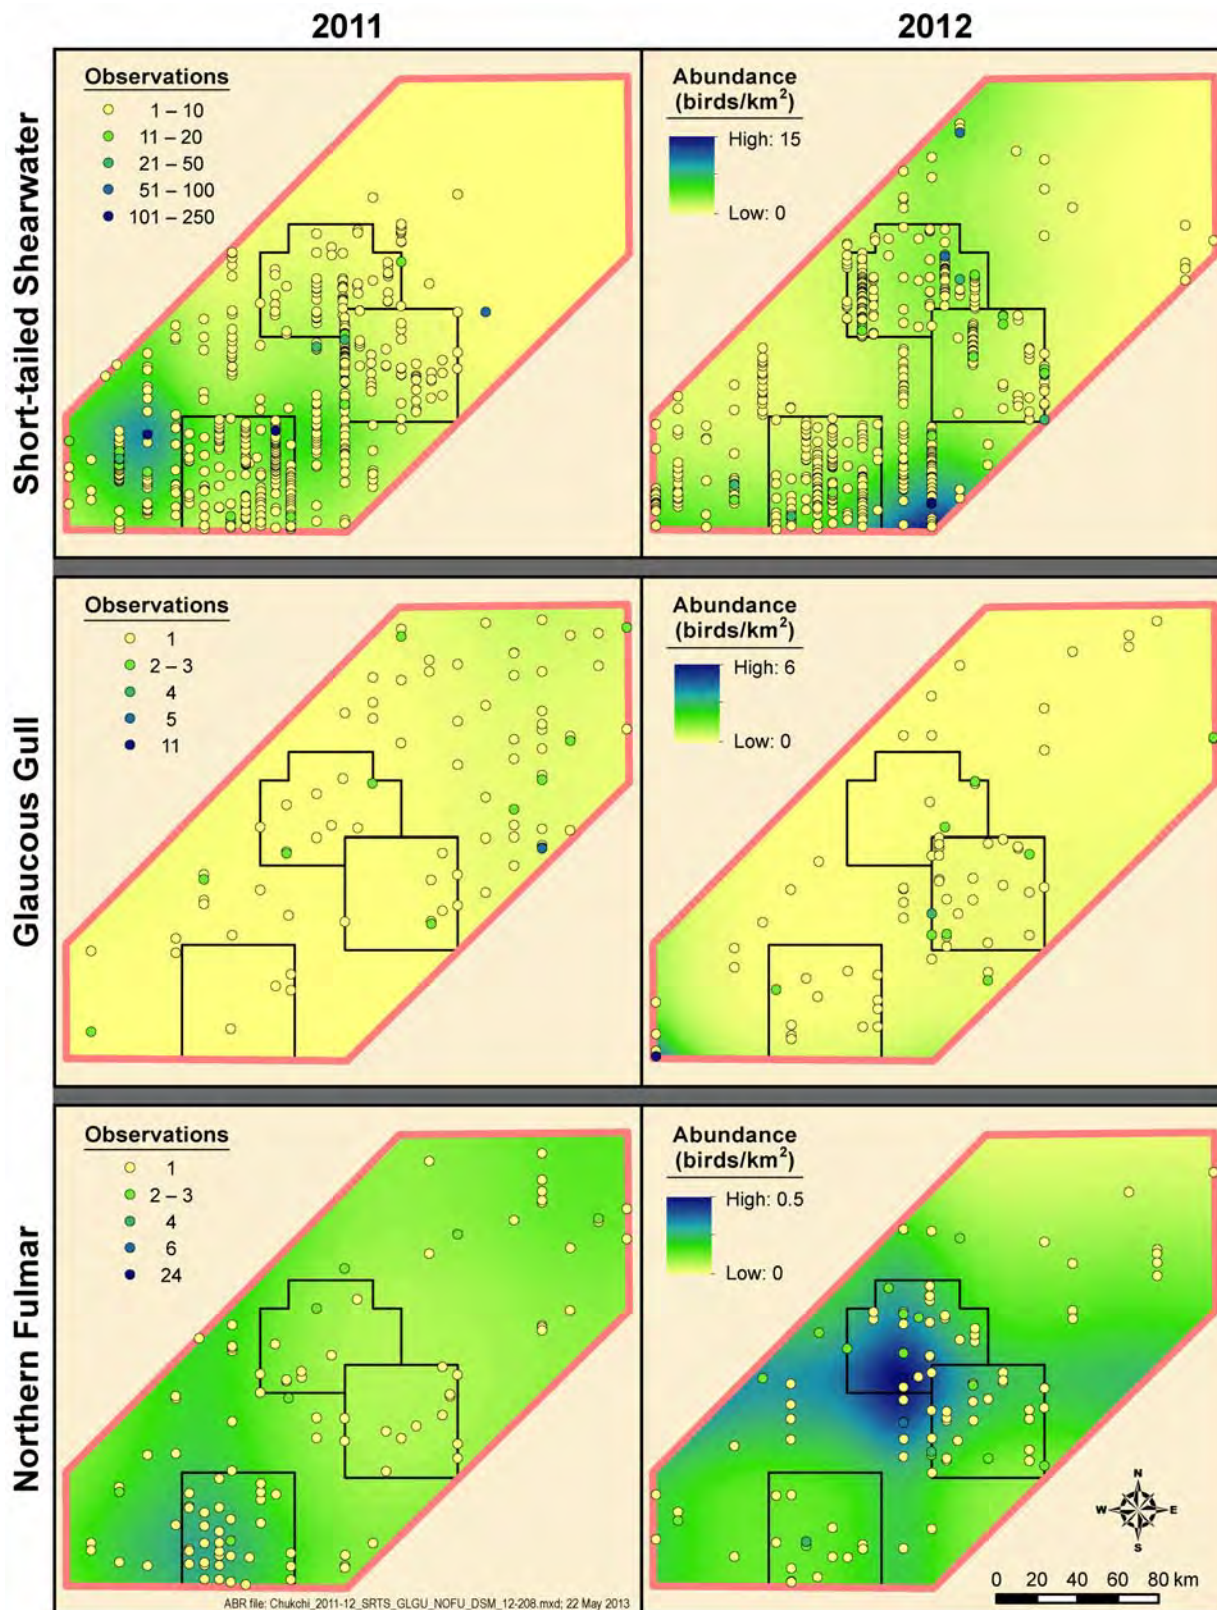 2011
2012
Short-tailed Shearwater
Observations
1 – 10
11 – 20
21 – 50
51 – 100
101 – 250
Abundance
(birds/km²)
High: 15
Low: 0
Glaucous Gull
Observations
1
2 – 3
4
5
11
Abundance
(birds/km²)
High: 6
Low: 0
Northern Fulmar
Observations
1
2 – 3
4
6
24
Abundance
(birds/km²)
High: 0.5
Low: 0
N
W E
S
0 20 40 60 80 km
ABR file: Chukchi_2011-12_SRTS_GLGU_NOFU_DSM_12-208.mxd; 22 May 2013